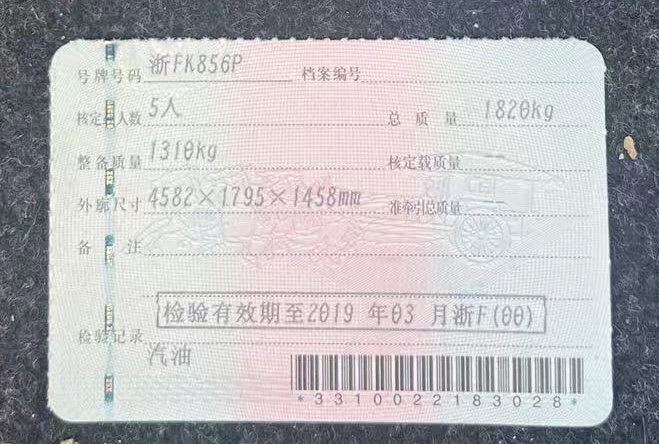 号牌号码 浙FK856P 档案编号
核定载人数 5人 总质量 1820kg
整备质量 1310kg 核定载质量
外廓尺寸 4582×1795×1458mm 准牵引总质量
备注
检验有效期至2019 年03 月浙F(00)
检验记录
汽油
*3310022183028*